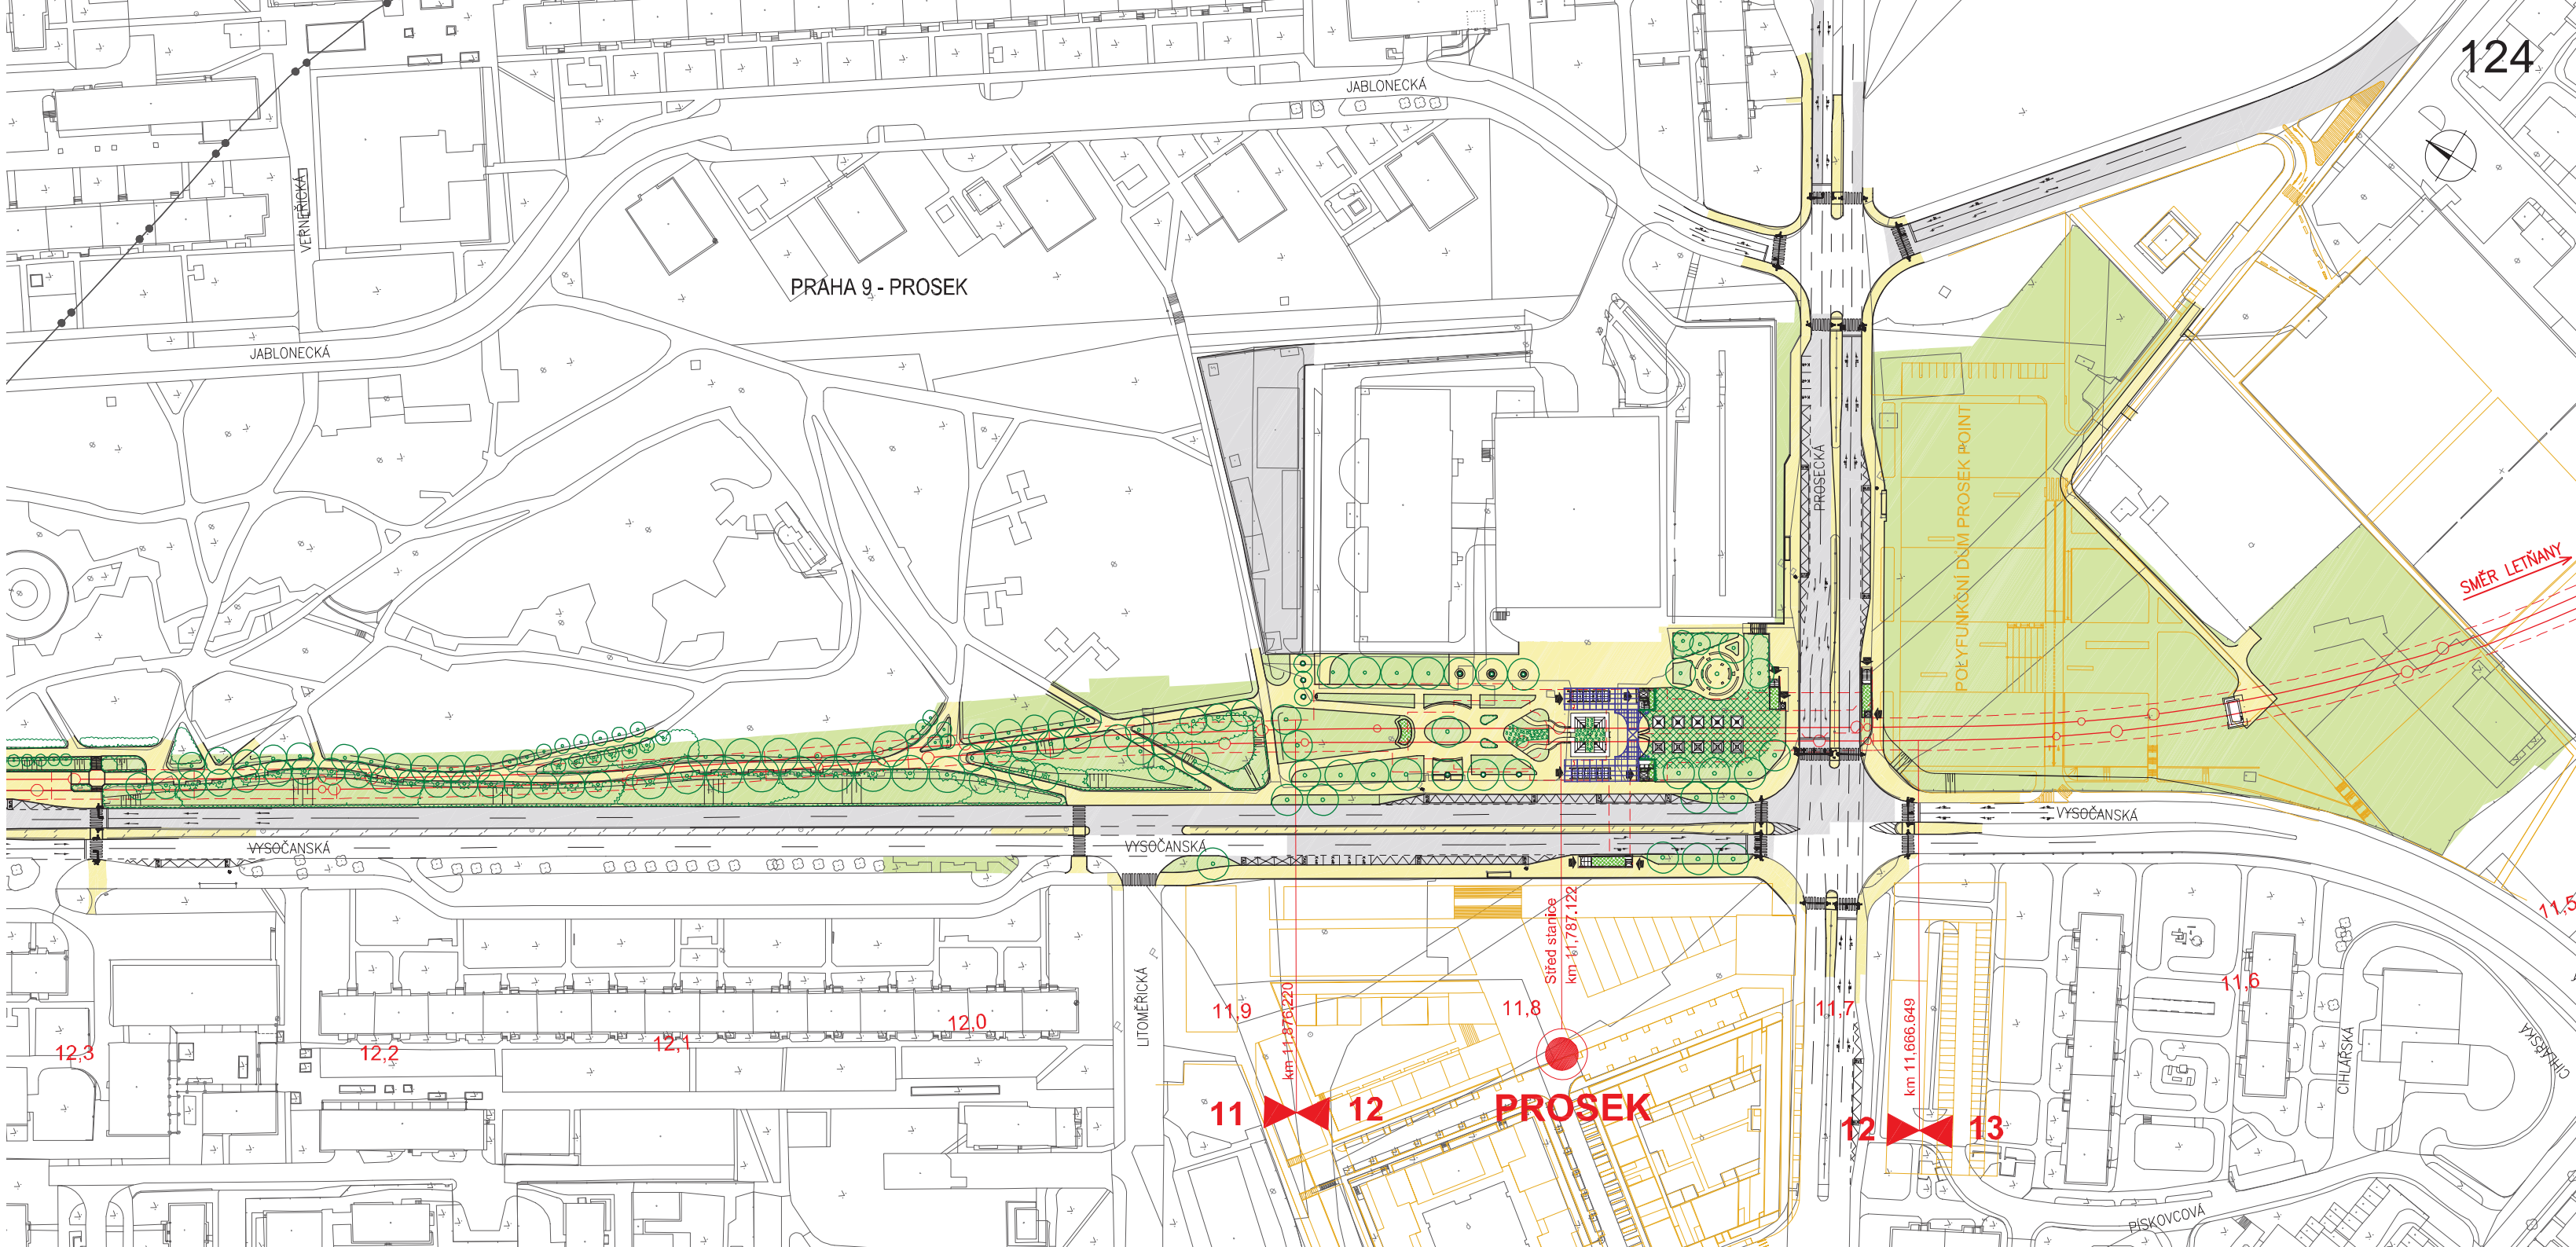 124
JABLONECKÁ
VERNEŘICKÁ
PRAHA 9 - PROSEK
JABLONECKÁ
PROSECKÁ
POLYFUNKČNÍ DŮM PROSEK POINT
SMĚR LETŇANY
VYSOČANSKÁ
VYSOČANSKÁ
VYSOČANSKÁ
LITOMĚŘICKÁ
Střed stanice
km 11,787.122
km 11,876.220
km 11,666.649
11,5
11,6
11,7
11,8
11,9
12,0
12,1
12,2
12,3
11
12
PROSEK
12
13
CIHLÁŘSKÁ
CIHLÁŘSKÁ
PÍSKOVCOVÁ